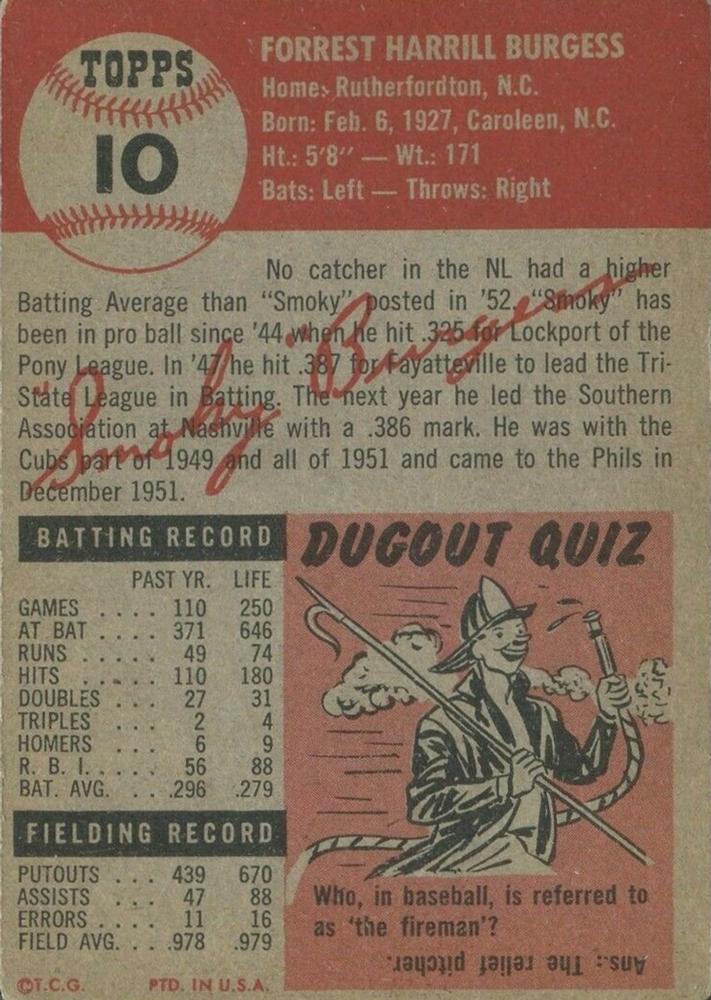 TOPPS
10
FORREST HARRILL BURGESS
Home: Rutherfordton, N.C.
Born: Feb. 6, 1927, Caroleen, N.C.
Ht.: 5'8" — Wt.: 171
Bats: Left — Throws: Right
No catcher in the NL had a higher
Batting Average than "Smoky" posted in '52. "Smoky" has
been in pro ball since '44 when he hit .325 for Lockport of the
Pony League. In '47 he hit .387 for Fayatteville to lead the Tri-
State League in Batting. The next year he led the Southern
Association at Nashville with a .386 mark. He was with the
Cubs part of 1949 and all of 1951 and came to the Phils in
December 1951.
"Smoky" Burgess
BATTING RECORD
PAST YR. LIFE
GAMES .... 110 250
AT BAT .... 371 646
RUNS ..... 49 74
HITS ..... 110 180
DOUBLES ... 27 31
TRIPLES ... 2 4
HOMERS ... 6 9
R. B. I. .... 56 88
BAT. AVG. .. .296 .279
FIELDING RECORD
PUTOUTS ... 439 670
ASSISTS ... 47 88
ERRORS .... 11 16
FIELD AVG. .. .978 .979
©T.C.G. PTD. IN U.S.A.
DUGOUT QUIZ
Who, in baseball, is referred to
as 'the fireman'?
Ans.: The relief pitcher.